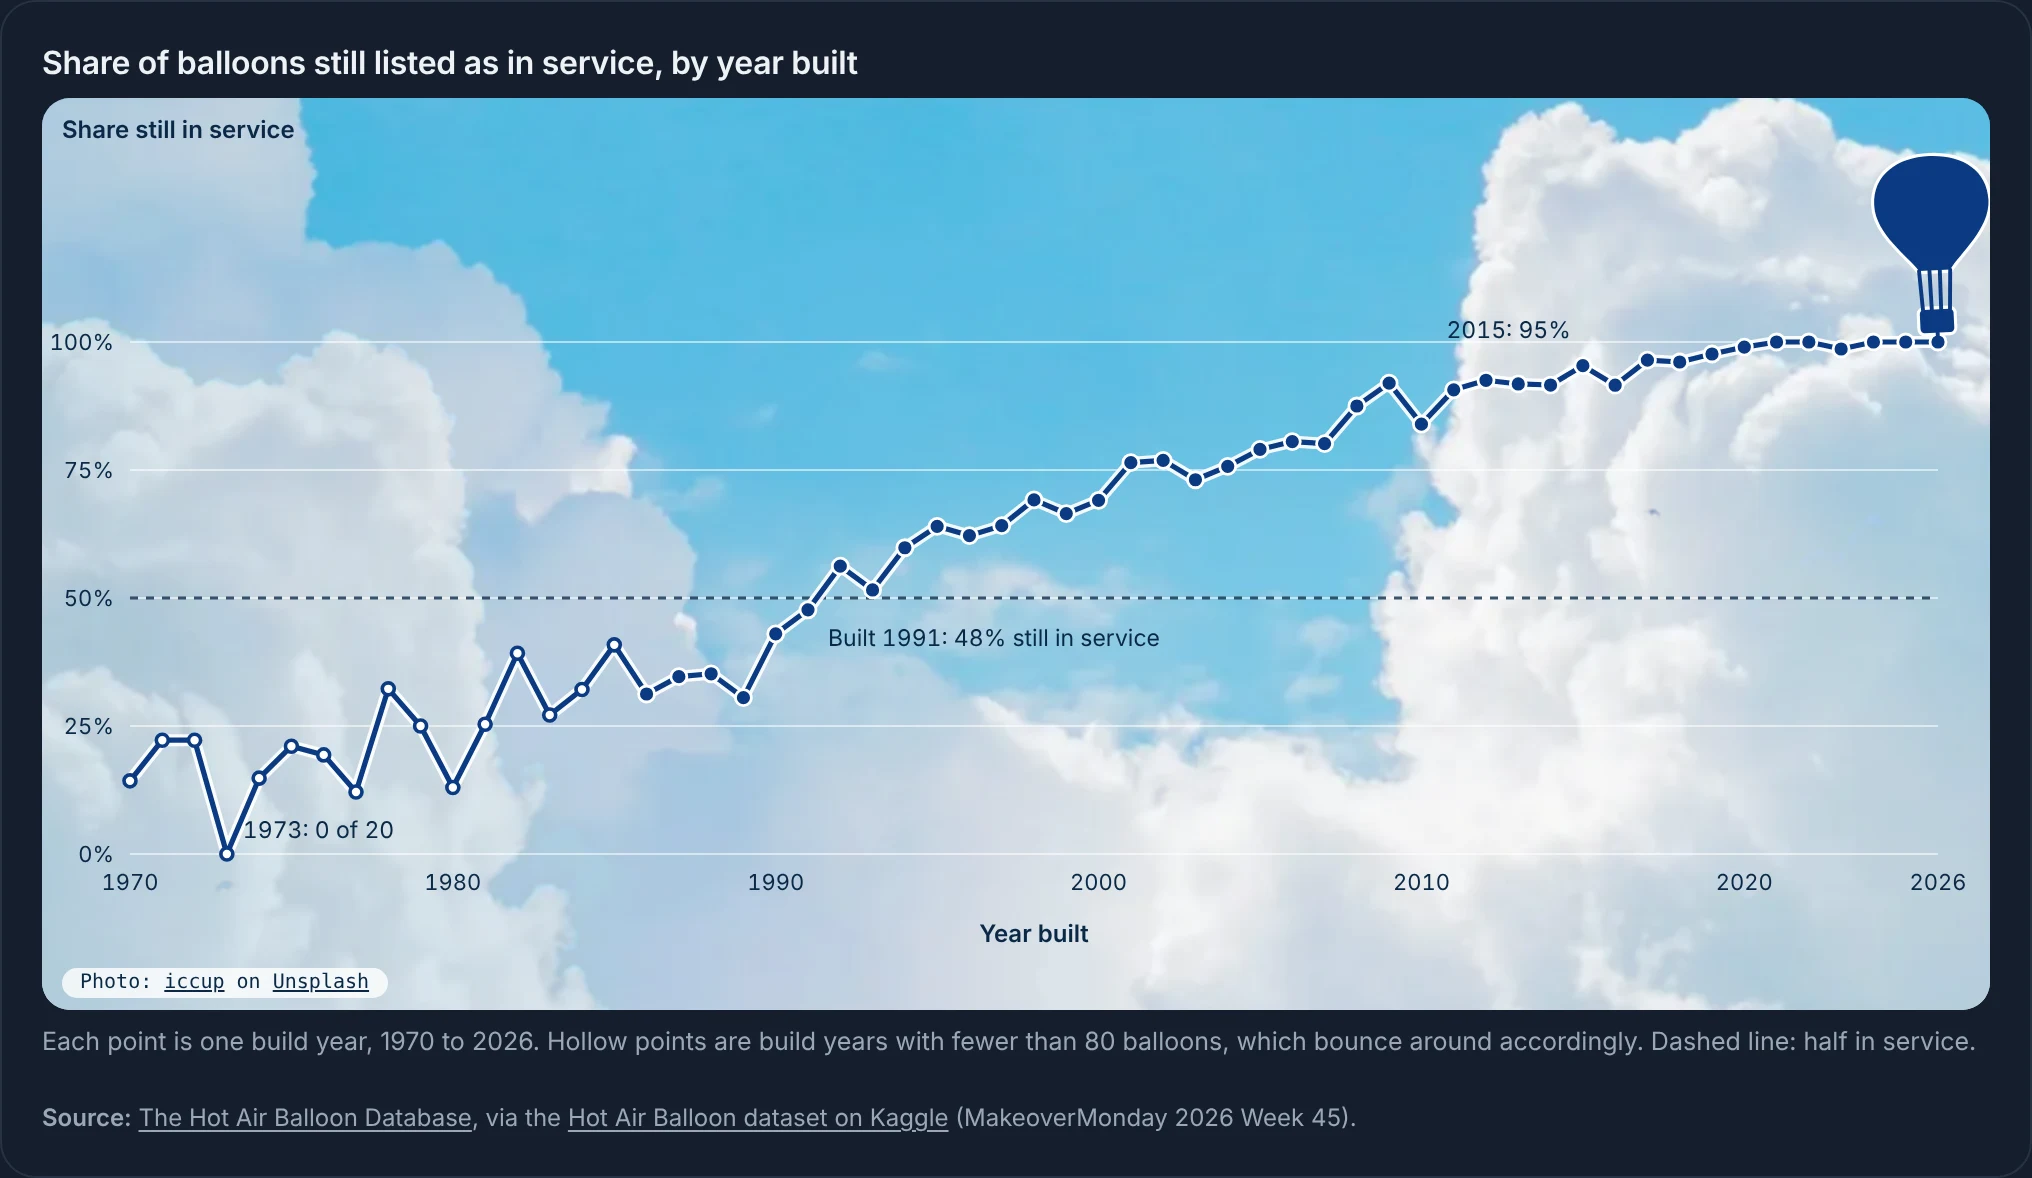 Share of balloons still listed as in service, by year built
Share still in service
100%
75%
50%
25%
0%
2015: 95%
Built 1991: 48% still in service
1973: 0 of 20
1970 1980 1990 2000 2010 2020 2026
Year built
Photo: iccup on Unsplash
Each point is one build year, 1970 to 2026. Hollow points are build years with fewer than 80 balloons, which bounce around accordingly. Dashed line: half in service.
Source: The Hot Air Balloon Database, via the Hot Air Balloon dataset on Kaggle (MakeoverMonday 2026 Week 45).